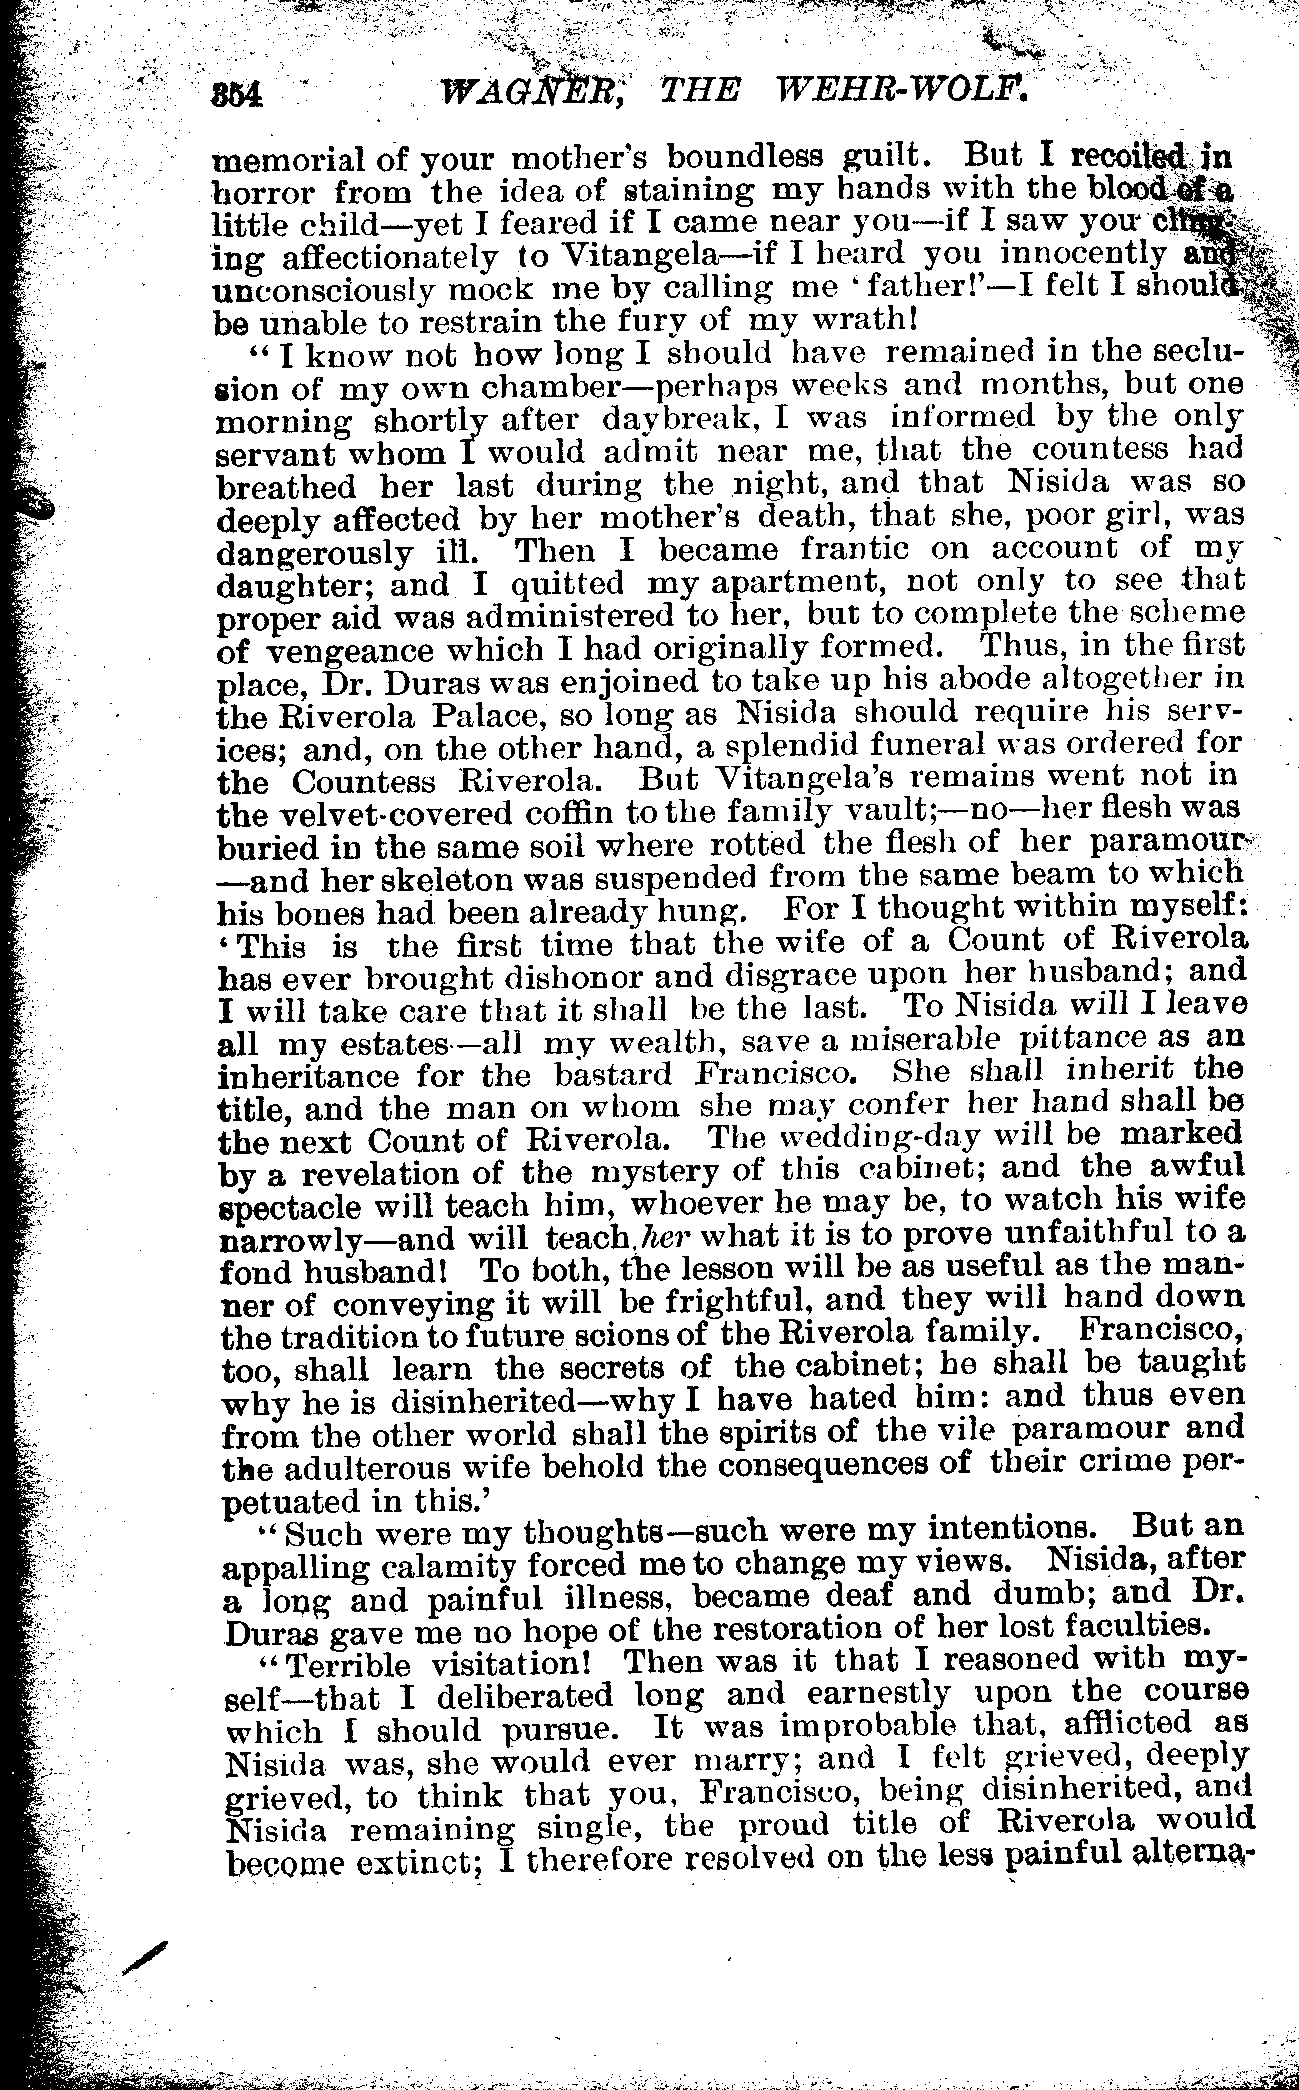 354 WAGNER, THE WEHR-WOLF.
memorial of your mother's boundless guilt. But I recoiled in
horror from the idea of staining my hands with the blood of a
little child—yet I feared if I came near you—if I saw your cling-
ing affectionately to Vitangela—if I heard you innocently and
unconsciously mock me by calling me ‘father!’—I felt I should
be unable to restrain the fury of my wrath!
“I know not how long I should have remained in the seclu-
sion of my own chamber—perhaps weeks and months, but one
morning shortly after daybreak, I was informed by the only
servant whom I would admit near me, that the countess had
breathed her last during the night, and that Nisida was so
deeply affected by her mother's death, that she, poor girl, was
dangerously ill. Then I became frantic on account of my
daughter; and I quitted my apartment, not only to see that
proper aid was administered to her, but to complete the scheme
of vengeance which I had originally formed. Thus, in the first
place, Dr. Duras was enjoined to take up his abode altogether in
the Riverola Palace, so long as Nisida should require his serv-
ices; and, on the other hand, a splendid funeral was ordered for
the Countess Riverola. But Vitangela's remains went not in
the velvet-covered coffin to the family vault;—no—her flesh was
buried in the same soil where rotted the flesh of her paramour
—and her skeleton was suspended from the same beam to which
his bones had been already hung. For I thought within myself:
‘This is the first time that the wife of a Count of Riverola
has ever brought dishonor and disgrace upon her husband; and
I will take care that it shall be the last. To Nisida will I leave
all my estates—all my wealth, save a miserable pittance as an
inheritance for the bastard Francisco. She shall inherit the
title, and the man on whom she may confer her hand shall be
the next Count of Riverola. The wedding-day will be marked
by a revelation of the mystery of this cabinet; and the awful
spectacle will teach him, whoever he may be, to watch his wife
narrowly—and will teach her what it is to prove unfaithful to a
fond husband! To both, the lesson will be as useful as the man-
ner of conveying it will be frightful, and they will hand down
the tradition to future scions of the Riverola family. Francisco,
too, shall learn the secrets of the cabinet; he shall be taught
why he is disinherited—why I have hated him: and thus even
from the other world shall the spirits of the vile paramour and
the adulterous wife behold the consequences of their crime per-
petuated in this.’
“Such were my thoughts—such were my intentions. But an
appalling calamity forced me to change my views. Nisida, after
a long and painful illness, became deaf and dumb; and Dr.
Duras gave me no hope of the restoration of her lost faculties.
“Terrible visitation! Then was it that I reasoned with my-
self—that I deliberated long and earnestly upon the course
which I should pursue. It was improbable that, afflicted as
Nisida was, she would ever marry; and I felt grieved, deeply
grieved, to think that you, Francisco, being disinherited, and
Nisida remaining single, the proud title of Riverola would
become extinct; I therefore resolved on the less painful alterna-